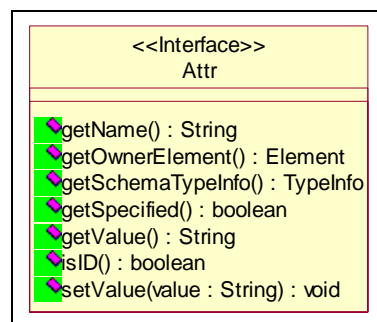 <<Interface>>
Attr
getName() : String
getOwnerElement() : Element
getSchemaTypeInfo() : TypeInfo
getSpecified() : boolean
getValue() : String
isID() : boolean
setValue(value : String) : void